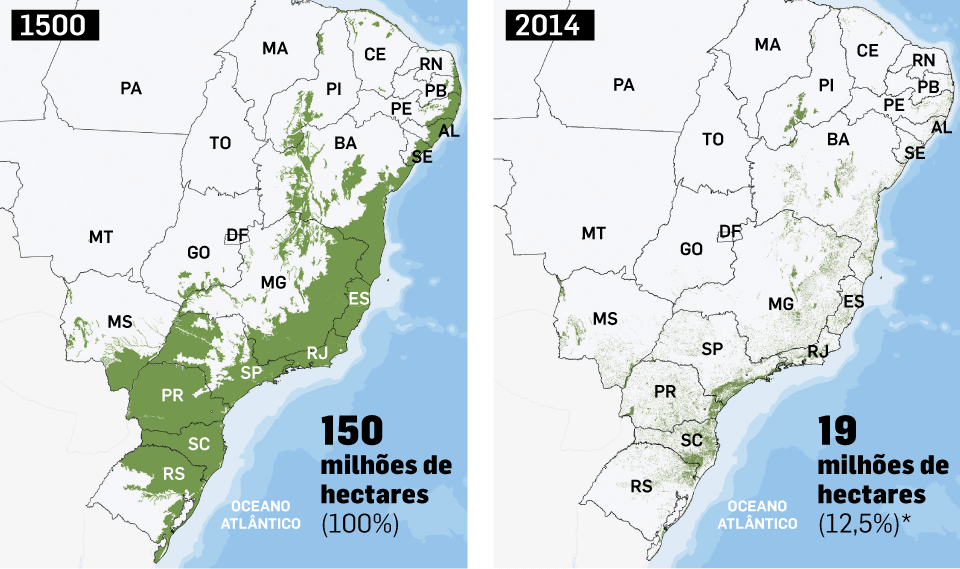 1500
MA
CE
RN
PA
PI
PB
PE
AL
TO
BA
SE
MT
DF
GO
MG
ES
MS
RJ
SP
PR
SC
RS
150
milhões de
hectares
(100%)
OCEANO
ATLÂNTICO
2014
MA
CE
RN
PA
PI
PB
PE
AL
TO
BA
SE
MT
DF
GO
MG
ES
MS
SP
RJ
PR
SC
RS
19
milhões de
hectares
(12,5%)*
OCEANO
ATLÂNTICO